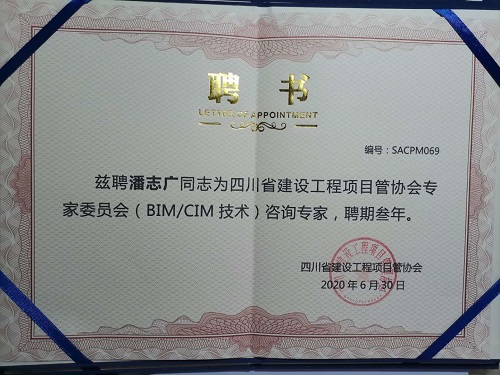 聘书
LETTER OF APPOINTMENT
编号：SACPM069
兹聘潘志广同志为四川省建设工程项目管协会专
家委员会（BIM/CIM 技术）咨询专家，聘期叁年。
四川省建设工程项目管协会
2020 年 6 月 30 日